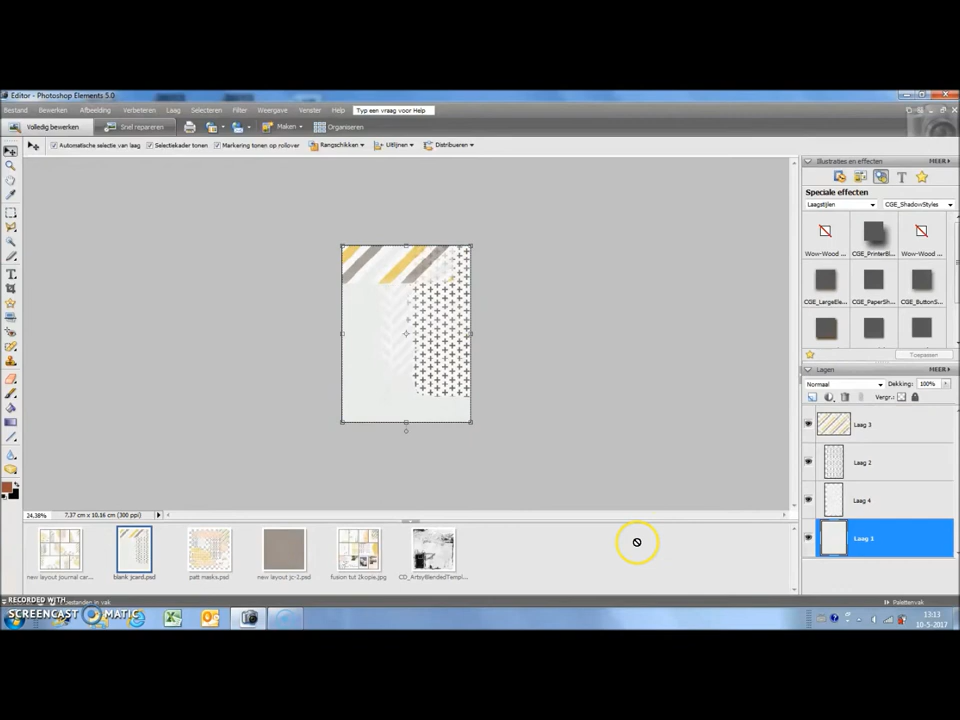 Editor - Photoshop Elements 5.0
Bestand Bewerken Afbeelding Verbeteren Laag Selecteren Filter Weergave Venster Help Typ een vraag voor Help
Volledig bewerken Snel repareren Maken Organiseren
Automatische selectie van laag Selectiekader tonen Markering tonen op rollover Rangschikken Uitlijnen Distribueren
Illustraties en effecten MEER
T
Speciale effecten
Laagstijlen CGE_ShadowStyles
Wow-Wood ... CGE_PrinterBl... Wow-Wood ...
CGE_LargeEle... CGE_PaperSh... CGE_ButtonS...
Toepassen
Lagen MEER
Normaal Dekking: 100%
Vergr.:
Laag 3
Laag 2
Laag 4
Laag 1
24,38% 7,37 cm x 10,16 cm (300 ppi)
new layout journal car... blank jcard.psd patt masks.psd new layout jc-2.psd fusion tut 2kopie.jpg CD_ArtsyBlendedTempl...
RECORDED WITH
SCREENCAST MATIC
Palettenvak
13:13
10-5-2017